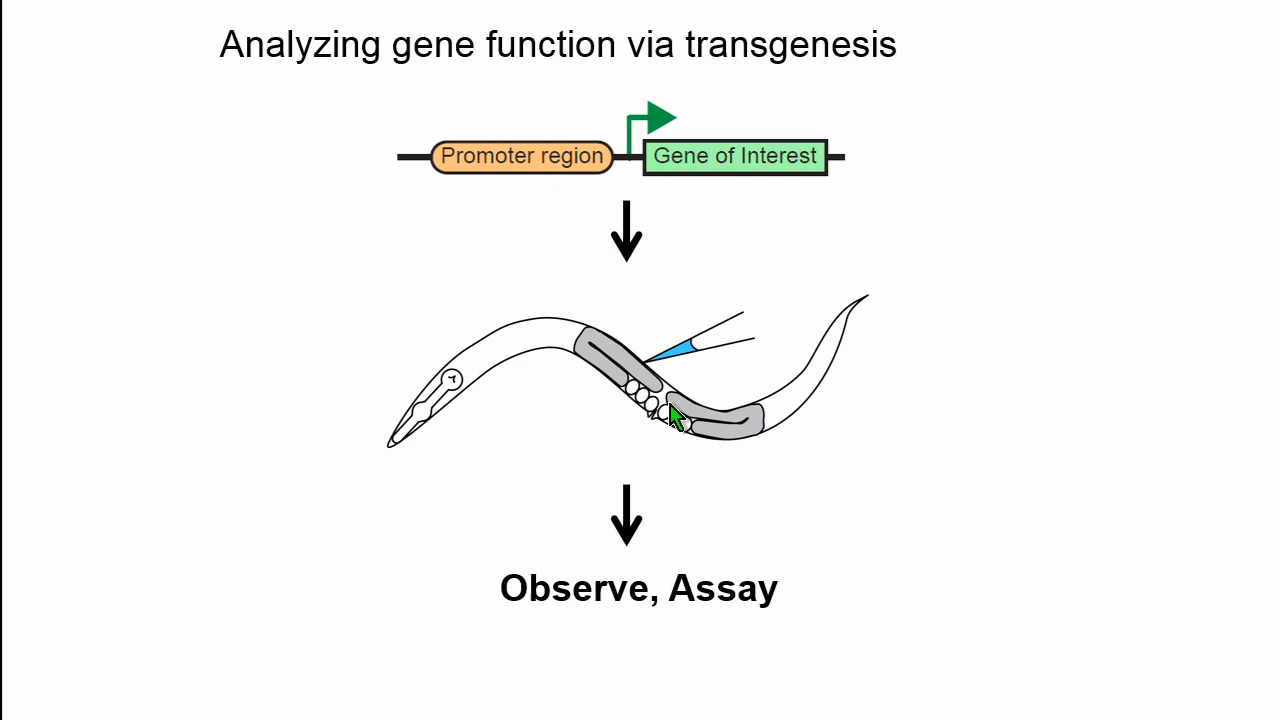 Analyzing gene function via transgenesis
Promoter region
Gene of Interest
Observe, Assay